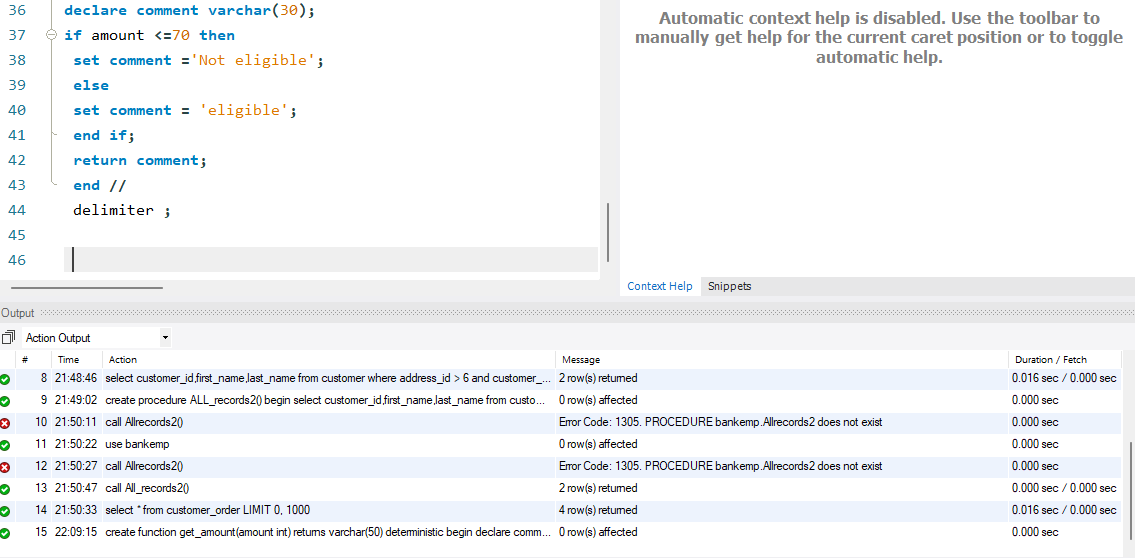 36 declare comment varchar(30);
37 if amount <=70 then
38 set comment ='Not eligible';
39 else
40 set comment = 'eligible';
41 end if;
42 return comment;
43 end //
44 delimiter ;
45
46
Automatic context help is disabled. Use the toolbar to
manually get help for the current caret position or to toggle
automatic help.
Context Help Snippets
Output
Action Output
# Time Action Message Duration / Fetch
8 21:48:46 select customer_id,first_name,last_name from customer where address_id > 6 and customer_... 2 row(s) returned 0.016 sec / 0.000 sec
9 21:49:02 create procedure ALL_records2() begin select customer_id,first_name,last_name from custo... 0 row(s) affected 0.000 sec
10 21:50:11 call Allrecords2() Error Code: 1305. PROCEDURE bankemp.Allrecords2 does not exist 0.000 sec
11 21:50:22 use bankemp 0 row(s) affected 0.000 sec
12 21:50:27 call Allrecords2() Error Code: 1305. PROCEDURE bankemp.Allrecords2 does not exist 0.000 sec
13 21:50:47 call All_records2() 2 row(s) returned 0.000 sec / 0.000 sec
14 21:50:33 select * from customer_order LIMIT 0, 1000 4 row(s) returned 0.016 sec / 0.000 sec
15 22:09:15 create function get_amount(amount int) returns varchar(50) deterministic begin declare comm... 0 row(s) affected 0.000 sec